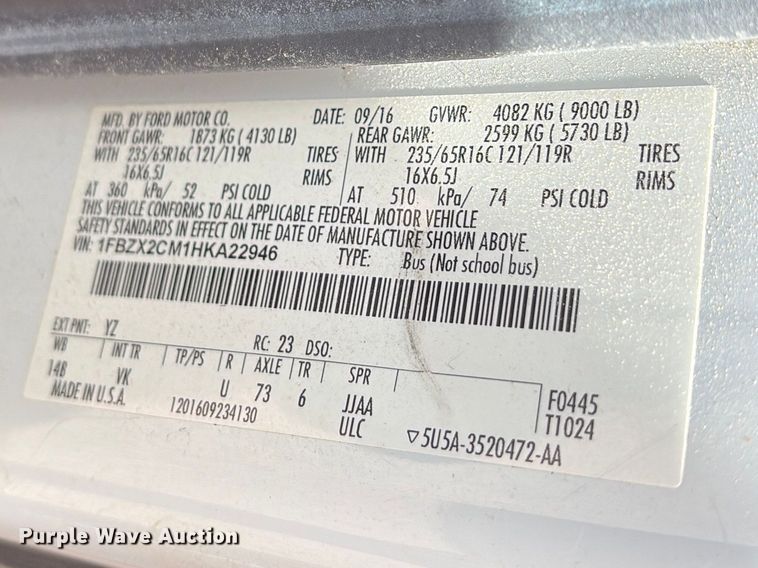 MFD. BY FORD MOTOR CO. DATE: 09/16 GVWR: 4082 KG ( 9000 LB)
FRONT GAWR: 1873 KG ( 4130 LB) REAR GAWR: 2599 KG ( 5730 LB)
WITH 235/65R16C 121/119R TIRES WITH 235/65R16C 121/119R TIRES
16X6.5J RIMS 16X6.5J RIMS
AT 360 kPa/ 52 PSI COLD AT 510 kPa/ 74 PSI COLD
THIS VEHICLE CONFORMS TO ALL APPLICABLE FEDERAL MOTOR VEHICLE
SAFETY STANDARDS IN EFFECT ON THE DATE OF MANUFACTURE SHOWN ABOVE.
VIN: 1FBZX2CM1HKA22946 TYPE: Bus (Not school bus)
EXT PNT: YZ RC: 23 DSO:
WB INT TR TP/PS R AXLE TR SPR
14B VK U 73 6 JJAA F0445
MADE IN U.S.A. 1201609234130 ULC T1024
▽5U5A-3520472-AA
Purple Wave Auction